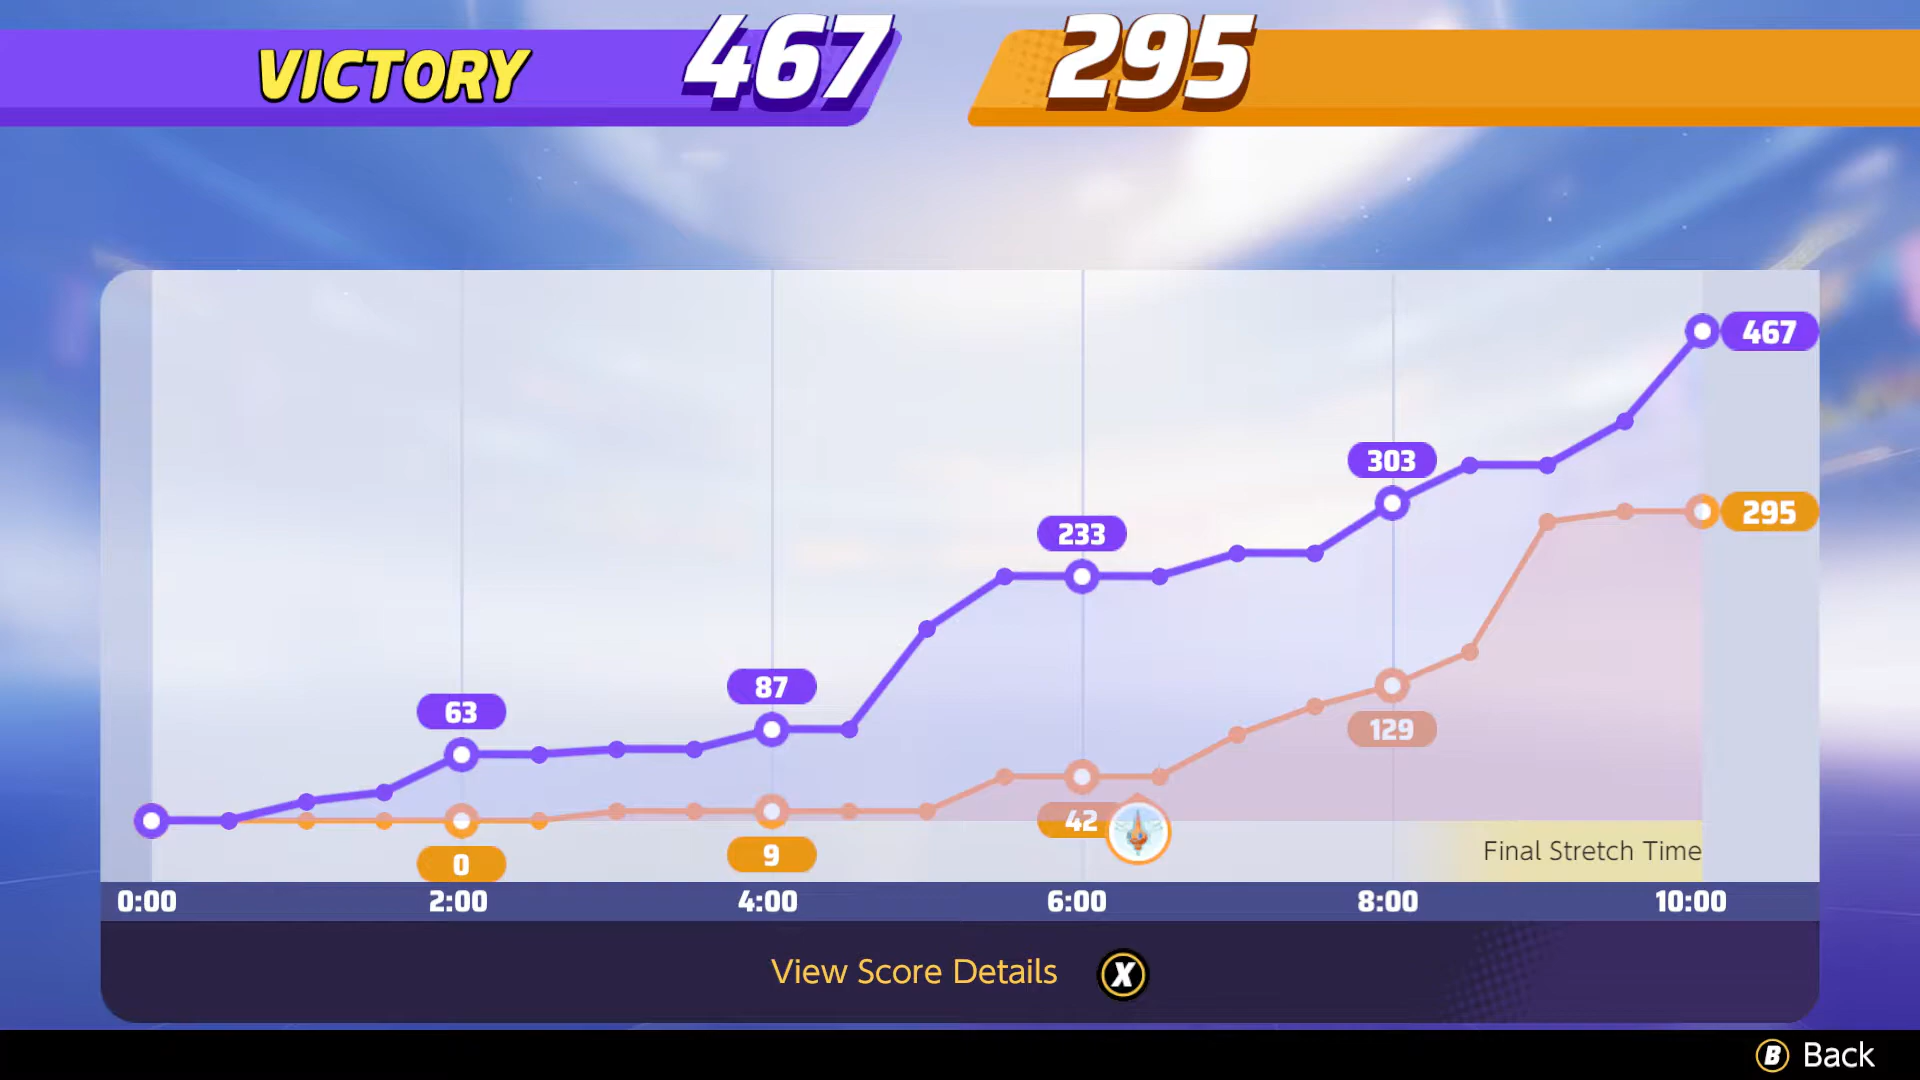 VICTORY 467 295
467
303
295
233
87
63
129
42
9
0
Final Stretch Time
0:00 2:00 4:00 6:00 8:00 10:00
View Score Details X
B Back